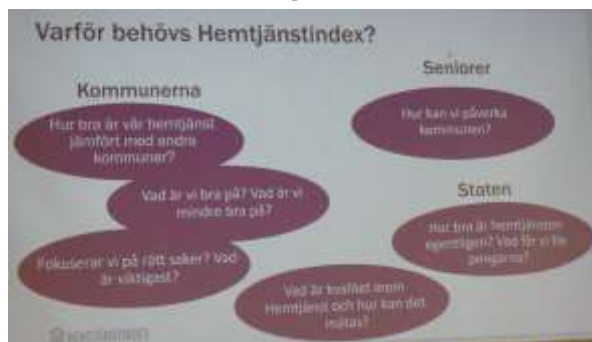 Varför behövs Hemtjänstindex?
Kommunerna
Hur bra är vår hemtjänst
jämfört med andra
kommuner?
Vad är vi bra på? Vad är vi
mindre bra på?
Fokuserar vi på rätt saker? Vad
är viktigast?
Seniorer
Hur kan vi påverka
kommunen?
Staten
Hur bra är hemtjänsten
egentligen? Vad får vi för
pengarna?
Vad är kvalitet inom
Hemtjänst och hur kan det
mätas?